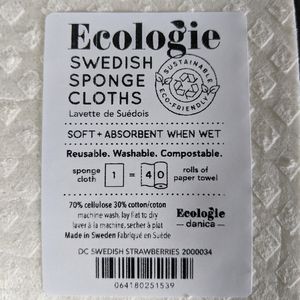 Ecologie
SWEDISH
SPONGE
CLOTHS
Lavette de Suédois
SUSTAINABLE
ECO-FRIENDLY
SOFT + ABSORBENT WHEN WET
Reusable. Washable. Compostable.
sponge cloth 1 = 40 rolls of paper towel
70% cellulose 30% cotton/coton
machine wash, lay flat to dry
laver à la machine, sécher à plat
Made in Sweden Fabriqué en Suède
Ecologie
danica
DC SWEDISH STRAWBERRIES 2000034
064180251539